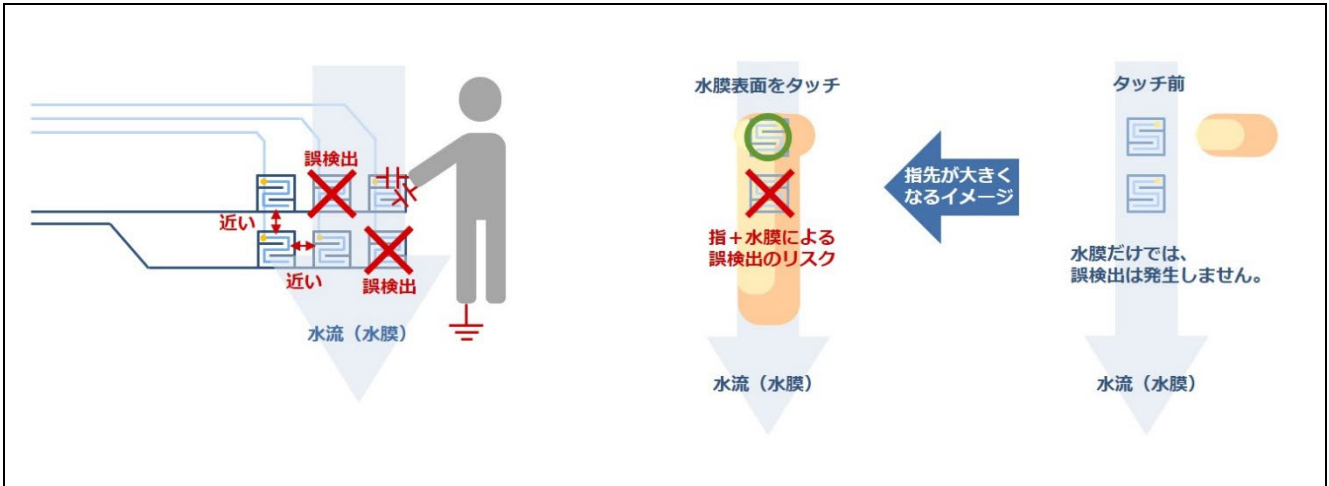 誤検出
近い
近い
誤検出
水流（水膜）
水膜表面をタッチ
指＋水膜による
誤検出のリスク
水流（水膜）
指先が大きく
なるイメージ
タッチ前
水膜だけでは、
誤検出は発生しません。
水流（水膜）